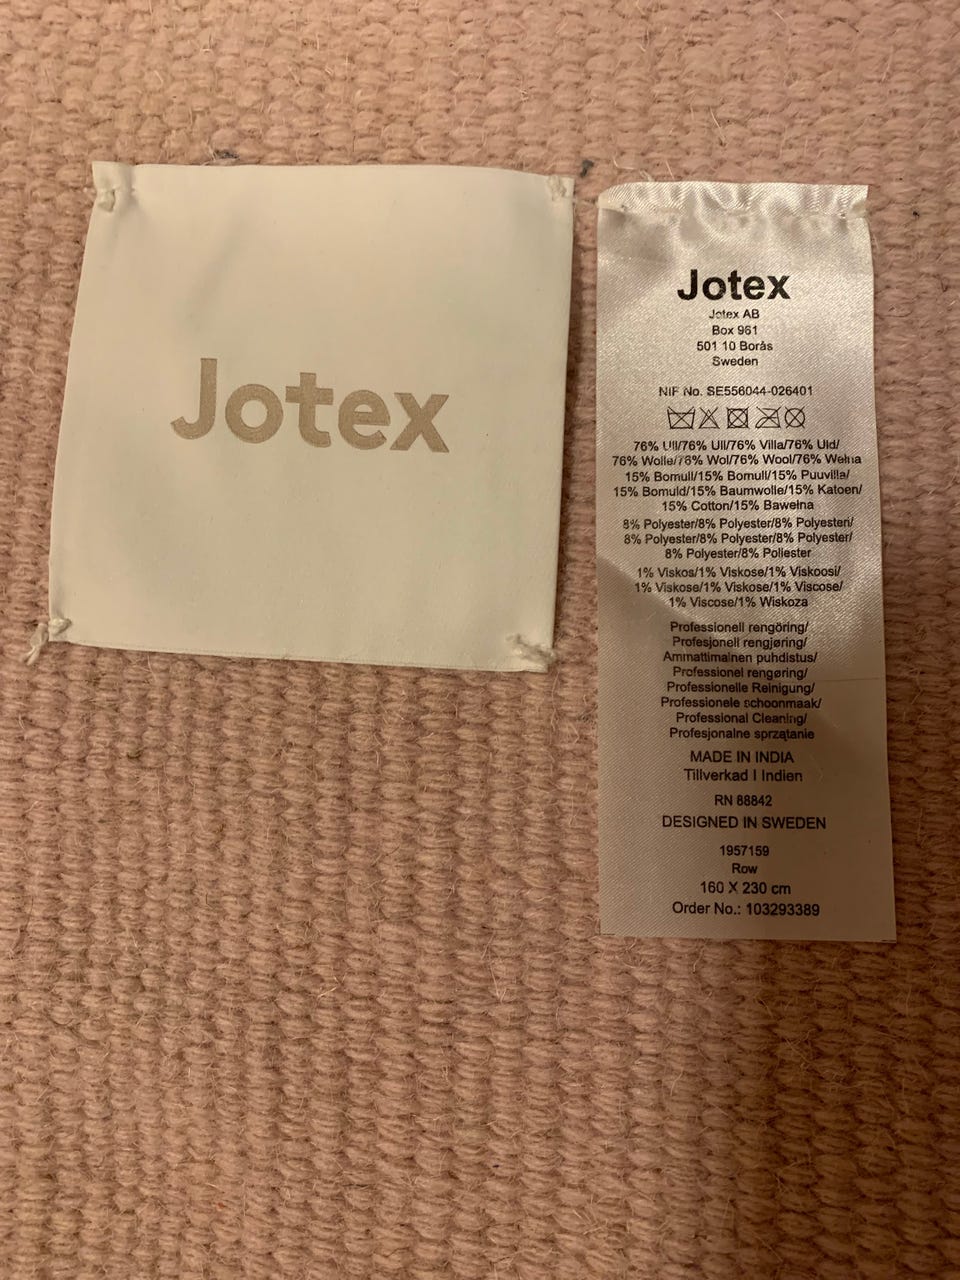 Jotex
Jotex
Jotex AB
Box 961
501 10 Borås
Sweden
NIF No. SE556044-026401
76% Ull/76% Ull/76% Villa/76% Uld/
76% Wolle/76% Wol/76% Wool/76% Wełna
15% Bomull/15% Bomull/15% Puuvilla/
15% Bomuld/15% Baumwolle/15% Katoen/
15% Cotton/15% Bawełna
8% Polyester/8% Polyester/8% Polyesteri/
8% Polyester/8% Polyester/8% Polyester/
8% Polyester/8% Poliester
1% Viskos/1% Viskose/1% Viskoosi/
1% Viskose/1% Viskose/1% Viscose/
1% Viscose/1% Wiskoza
Professionell rengöring/
Profesjonell rengjøring/
Ammattimainen puhdistus/
Professionel rengøring/
Professionelle Reinigung/
Professionele schoonmaak/
Professional Cleaning/
Profesjonalne sprzątanie
MADE IN INDIA
Tillverkad I Indien
RN 88842
DESIGNED IN SWEDEN
1957159
Row
160 X 230 cm
Order No.: 103293389